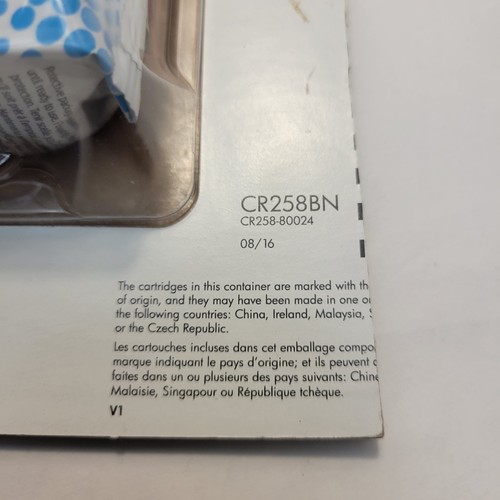 CR258BN
CR258-80024
08/16
The cartridges in this container are marked with th
of origin, and they may have been made in one o
the following countries: China, Ireland, Malaysia, S
or the Czech Republic.
Les cartouches incluses dans cet emballage compo
marque indiquant le pays d'origine; et ils peuvent
faites dans un ou plusieurs des pays suivants: Chine
Malaisie, Singapour ou République tchèque.
V1